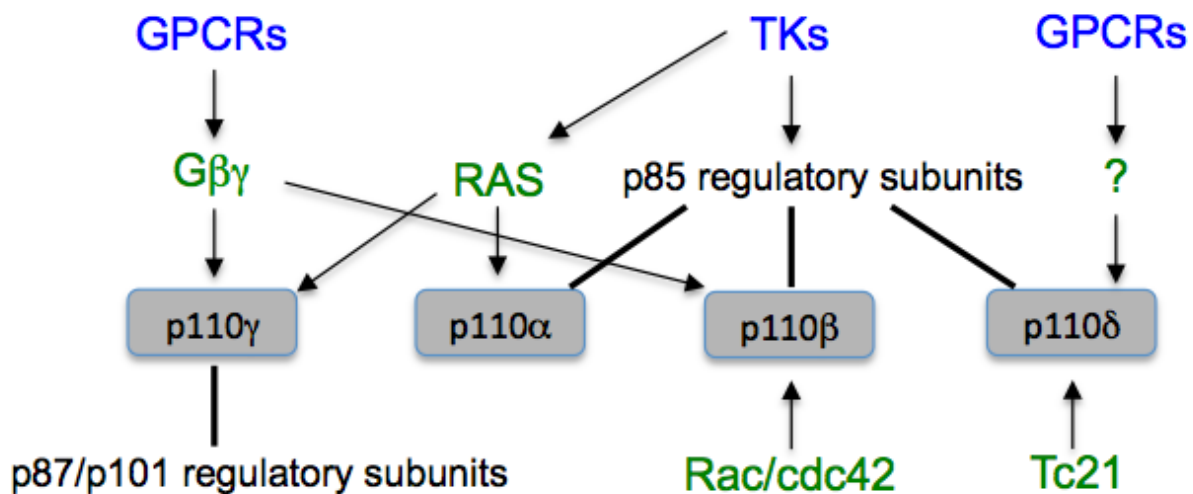 GPCRs
TKs
GPCRs
Gβγ
RAS
p85 regulatory subunits
?
p110γ
p110α
p110β
p110δ
p87/p101 regulatory subunits
Rac/cdc42
Tc21